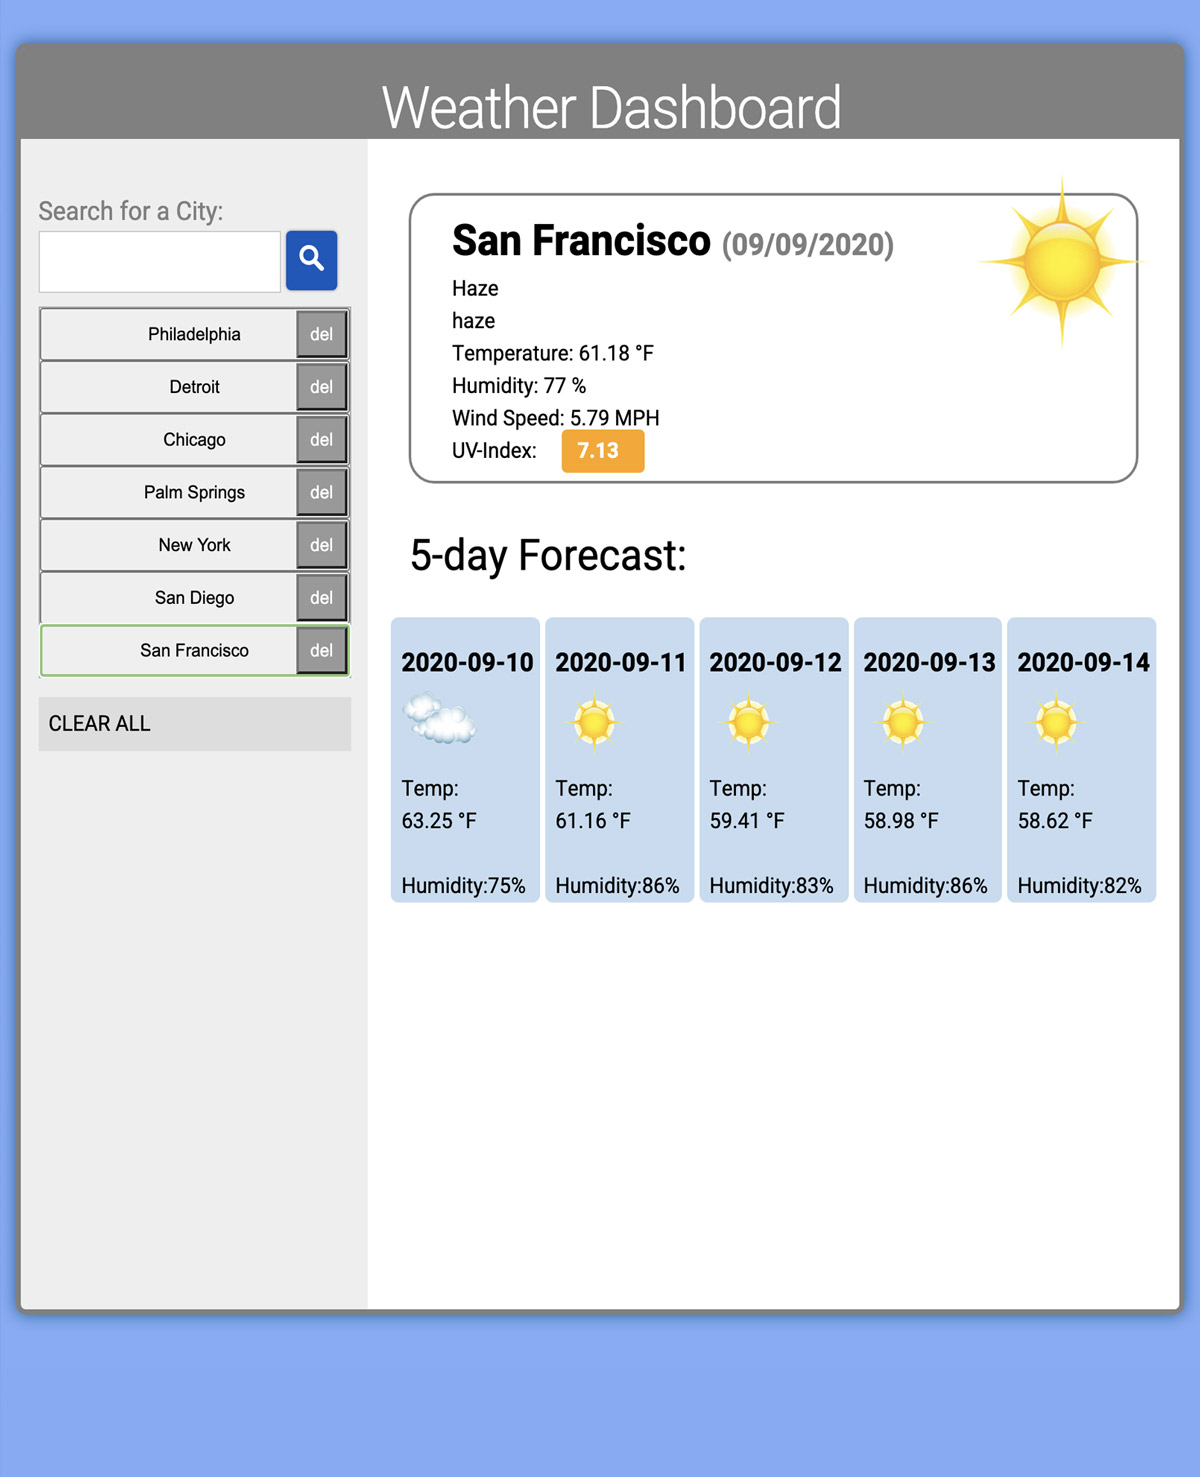 Weather Dashboard
Search for a City:
Philadelphia del
Detroit del
Chicago del
Palm Springs del
New York del
San Diego del
San Francisco del
CLEAR ALL
San Francisco (09/09/2020)
Haze
haze
Temperature: 61.18 °F
Humidity: 77 %
Wind Speed: 5.79 MPH
UV-Index: 7.13
5-day Forecast:
2020-09-10
Temp:
63.25 °F
Humidity:75%
2020-09-11
Temp:
61.16 °F
Humidity:86%
2020-09-12
Temp:
59.41 °F
Humidity:83%
2020-09-13
Temp:
58.98 °F
Humidity:86%
2020-09-14
Temp:
58.62 °F
Humidity:82%